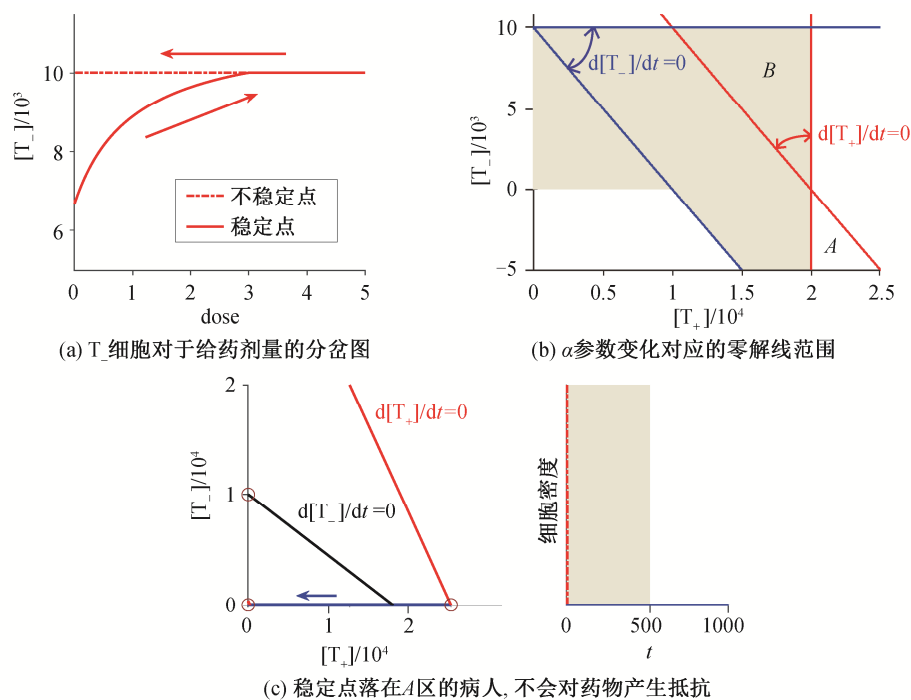 10
8
6
[T_]/10³
不稳定点
稳定点
0
1
2
3
4
5
dose
(a) T_细胞对于给药剂量的分岔图
10
5
0
−5
[T_]/10³
d[T_]/dt=0
B
d[T₊]/dt=0
A
0
0.5
1.0
1.5
2
2.5
[T₊]/10⁴
(b) α参数变化对应的零解线范围
2
1
0
[T_]/10⁴
d[T₊]/dt=0
d[T_]/dt=0
0
1
2
[T₊]/10⁴
细胞密度
0
500
1000
t
(c) 稳定点落在A区的病人, 不会对药物产生抵抗